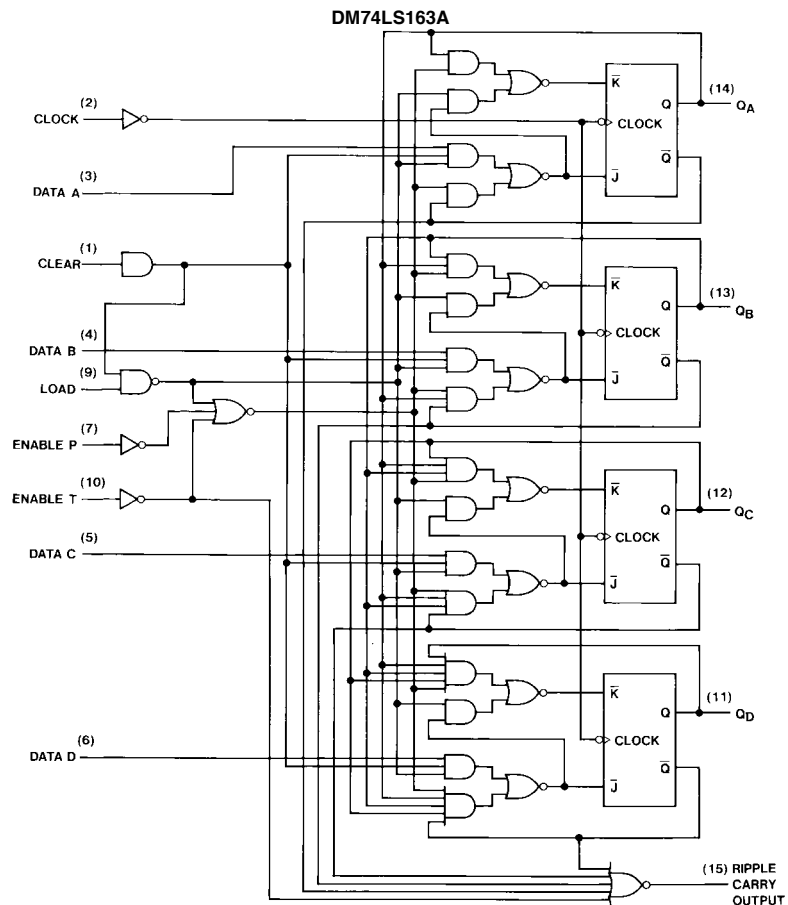 DM74LS163A
(2)
CLOCK
(3)
DATA A
(1)
CLEAR
(4)
DATA B
(9)
LOAD
(7)
ENABLE P
(10)
ENABLE T
(5)
DATA C
(6)
DATA D
K̅
Q
CLOCK
Q̅
J̅
(14)
QA
K̅
Q
CLOCK
Q̅
J̅
(13)
QB
K̅
Q
CLOCK
Q̅
J̅
(12)
QC
K̅
Q
CLOCK
Q̅
J̅
(11)
QD
(15) RIPPLE
CARRY
OUTPUT